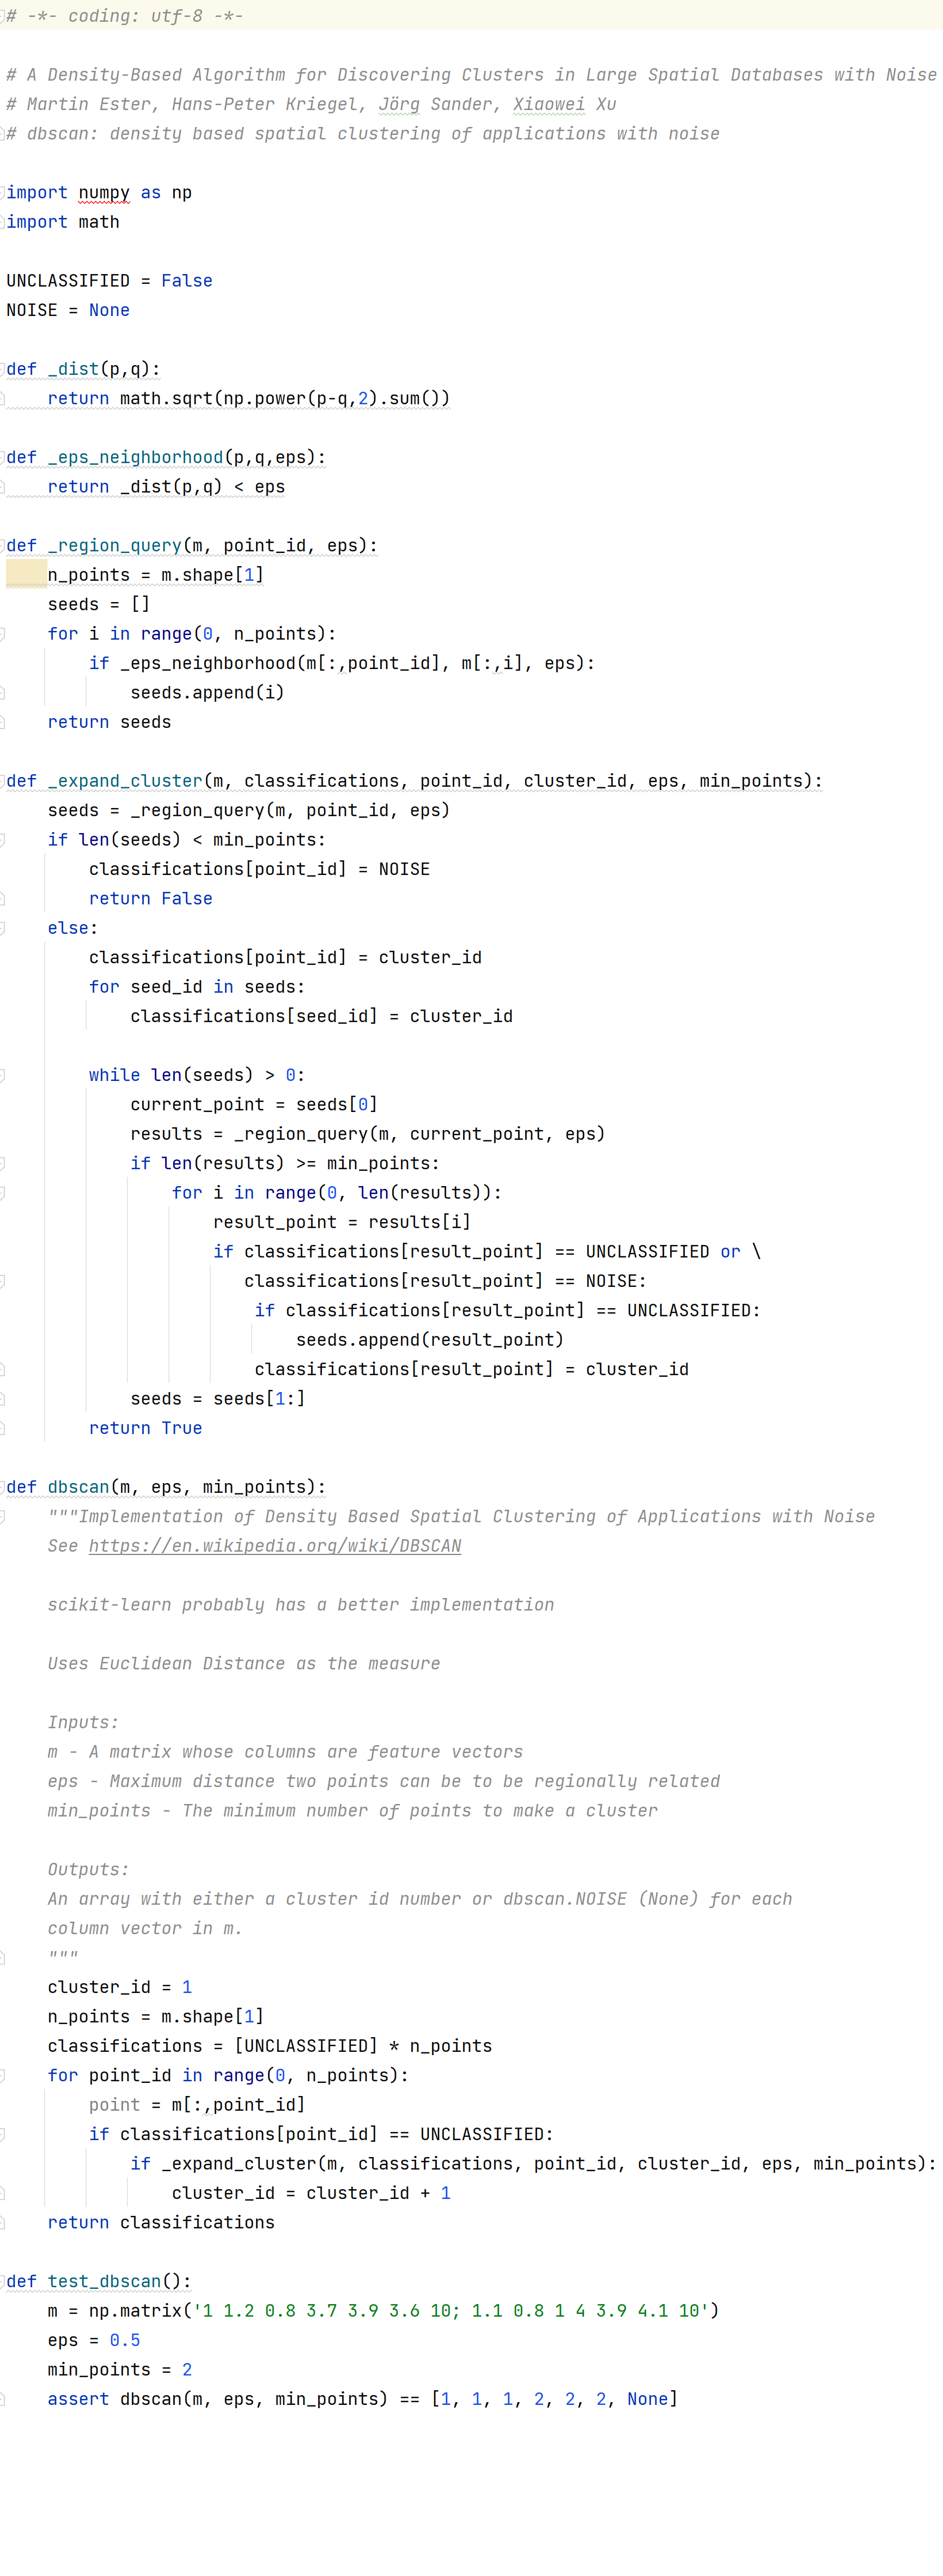 # -*- coding: utf-8 -*-

# A Density-Based Algorithm for Discovering Clusters in Large Spatial Databases with Noise
# Martin Ester, Hans-Peter Kriegel, Jörg Sander, Xiaowei Xu
# dbscan: density based spatial clustering of applications with noise

import numpy as np
import math

UNCLASSIFIED = False
NOISE = None

def _dist(p,q):
    return math.sqrt(np.power(p-q,2).sum())

def _eps_neighborhood(p,q,eps):
    return _dist(p,q) < eps

def _region_query(m, point_id, eps):
    n_points = m.shape[1]
    seeds = []
    for i in range(0, n_points):
        if _eps_neighborhood(m[:,point_id], m[:,i], eps):
            seeds.append(i)
    return seeds

def _expand_cluster(m, classifications, point_id, cluster_id, eps, min_points):
    seeds = _region_query(m, point_id, eps)
    if len(seeds) < min_points:
        classifications[point_id] = NOISE
        return False
    else:
        classifications[point_id] = cluster_id
        for seed_id in seeds:
            classifications[seed_id] = cluster_id

        while len(seeds) > 0:
            current_point = seeds[0]
            results = _region_query(m, current_point, eps)
            if len(results) >= min_points:
                for i in range(0, len(results)):
                    result_point = results[i]
                    if classifications[result_point] == UNCLASSIFIED or \
                       classifications[result_point] == NOISE:
                        if classifications[result_point] == UNCLASSIFIED:
                            seeds.append(result_point)
                        classifications[result_point] = cluster_id
            seeds = seeds[1:]
        return True

def dbscan(m, eps, min_points):
    """Implementation of Density Based Spatial Clustering of Applications with Noise
    See https://en.wikipedia.org/wiki/DBSCAN

    scikit-learn probably has a better implementation

    Uses Euclidean Distance as the measure

    Inputs:
    m - A matrix whose columns are feature vectors
    eps - Maximum distance two points can be to be regionally related
    min_points - The minimum number of points to make a cluster

    Outputs:
    An array with either a cluster id number or dbscan.NOISE (None) for each
    column vector in m.
    """
    cluster_id = 1
    n_points = m.shape[1]
    classifications = [UNCLASSIFIED] * n_points
    for point_id in range(0, n_points):
        point = m[:,point_id]
        if classifications[point_id] == UNCLASSIFIED:
            if _expand_cluster(m, classifications, point_id, cluster_id, eps, min_points):
                cluster_id = cluster_id + 1
    return classifications

def test_dbscan():
    m = np.matrix('1 1.2 0.8 3.7 3.9 3.6 10; 1.1 0.8 1 4 3.9 4.1 10')
    eps = 0.5
    min_points = 2
    assert dbscan(m, eps, min_points) == [1, 1, 1, 2, 2, 2, None]